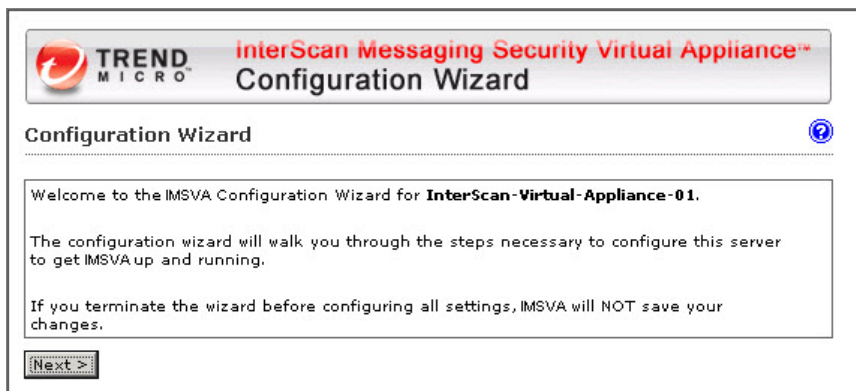 TREND MICRO™
InterScan Messaging Security Virtual Appliance™
Configuration Wizard
Configuration Wizard
?
Welcome to the IMSVA Configuration Wizard for InterScan-Virtual-Appliance-01.
The configuration wizard will walk you through the steps necessary to configure this server
to get IMSVA up and running.
If you terminate the wizard before configuring all settings, IMSVA will NOT save your
changes.
Next >